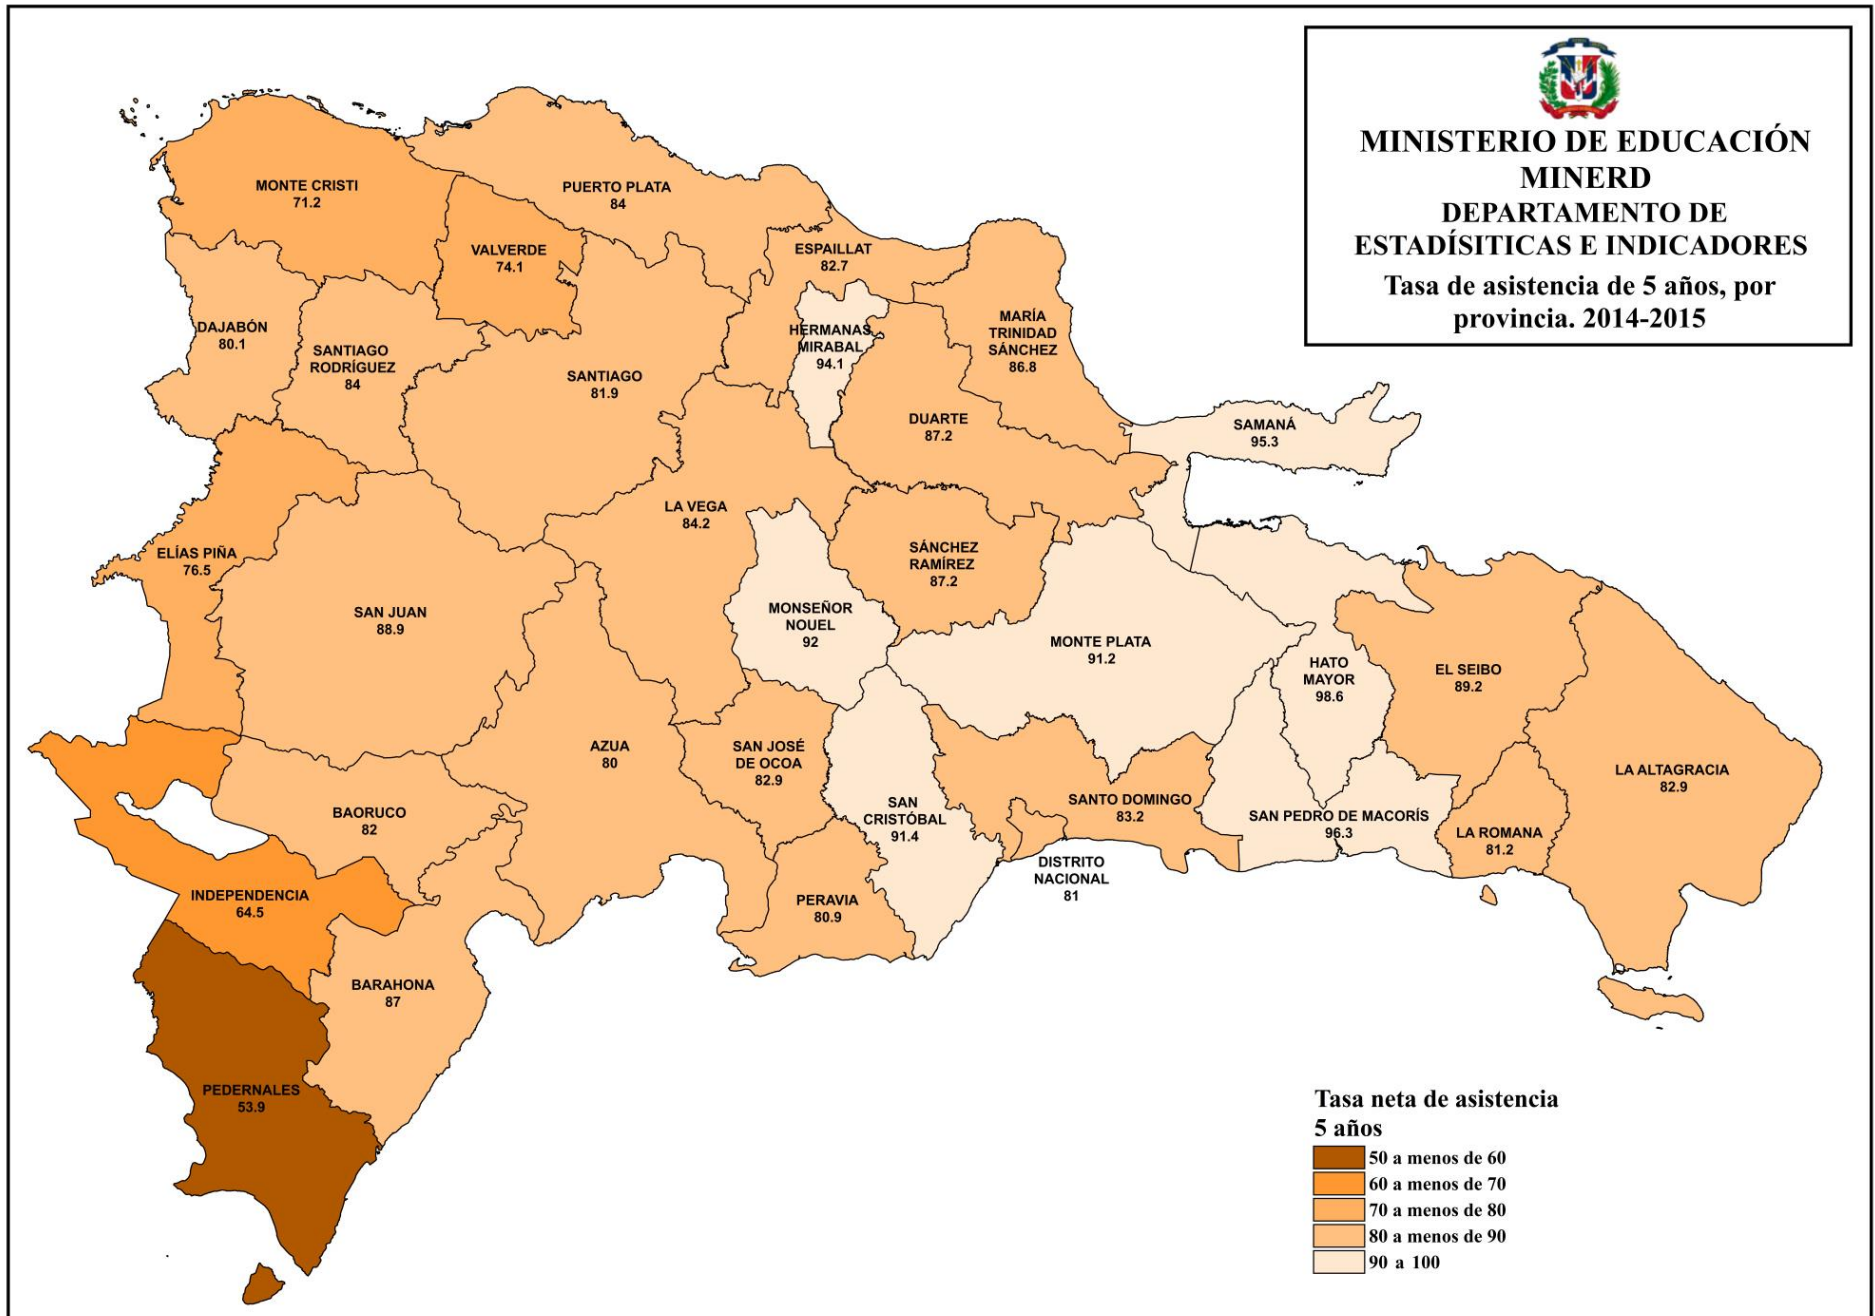 MINISTERIO DE EDUCACIÓN
MINERD
DEPARTAMENTO DE
ESTADÍSITICAS E INDICADORES
Tasa de asistencia de 5 años, por
provincia. 2014-2015
MONTE CRISTI
71.2
PUERTO PLATA
84
VALVERDE
74.1
ESPAILLAT
82.7
DAJABÓN
80.1
SANTIAGO
RODRÍGUEZ
84
SANTIAGO
81.9
HERMANAS
MIRABAL
94.1
MARÍA
TRINIDAD
SÁNCHEZ
86.8
DUARTE
87.2
SAMANÁ
95.3
ELÍAS PIÑA
76.5
SAN JUAN
88.9
LA VEGA
84.2
SÁNCHEZ
RAMÍREZ
87.2
MONSEÑOR
NOUEL
92
MONTE PLATA
91.2
HATO
MAYOR
98.6
EL SEIBO
89.2
LA ALTAGRACIA
82.9
AZUA
80
SAN JOSÉ
DE OCOA
82.9
BAORUCO
82
SAN
CRISTÓBAL
91.4
SANTO DOMINGO
83.2
SAN PEDRO DE MACORÍS
96.3
LA ROMANA
81.2
DISTRITO
NACIONAL
81
INDEPENDENCIA
64.5
PERAVIA
80.9
BARAHONA
87
PEDERNALES
53.9
Tasa neta de asistencia
5 años
50 a menos de 60
60 a menos de 70
70 a menos de 80
80 a menos de 90
90 a 100